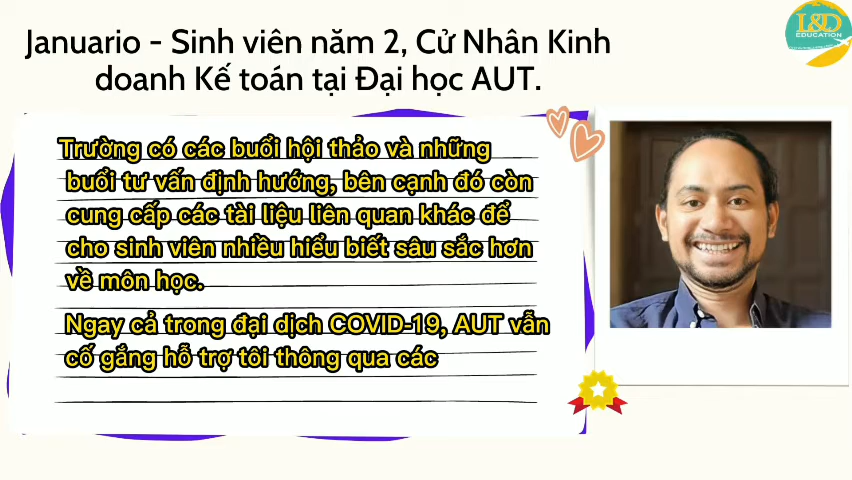 L&D
EDUCATION
Januario - Sinh viên năm 2, Cử Nhân Kinh
doanh Kế toán tại Đại học AUT.
Trường có các buổi hội thảo và những
buổi tư vấn định hướng, bên cạnh đó còn
cung cấp các tài liệu liên quan khác để
cho sinh viên nhiều hiểu biết sâu sắc hơn
về môn học.
Ngay cả trong đại dịch COVID-19, AUT vẫn
cố gắng hỗ trợ tôi thông qua các